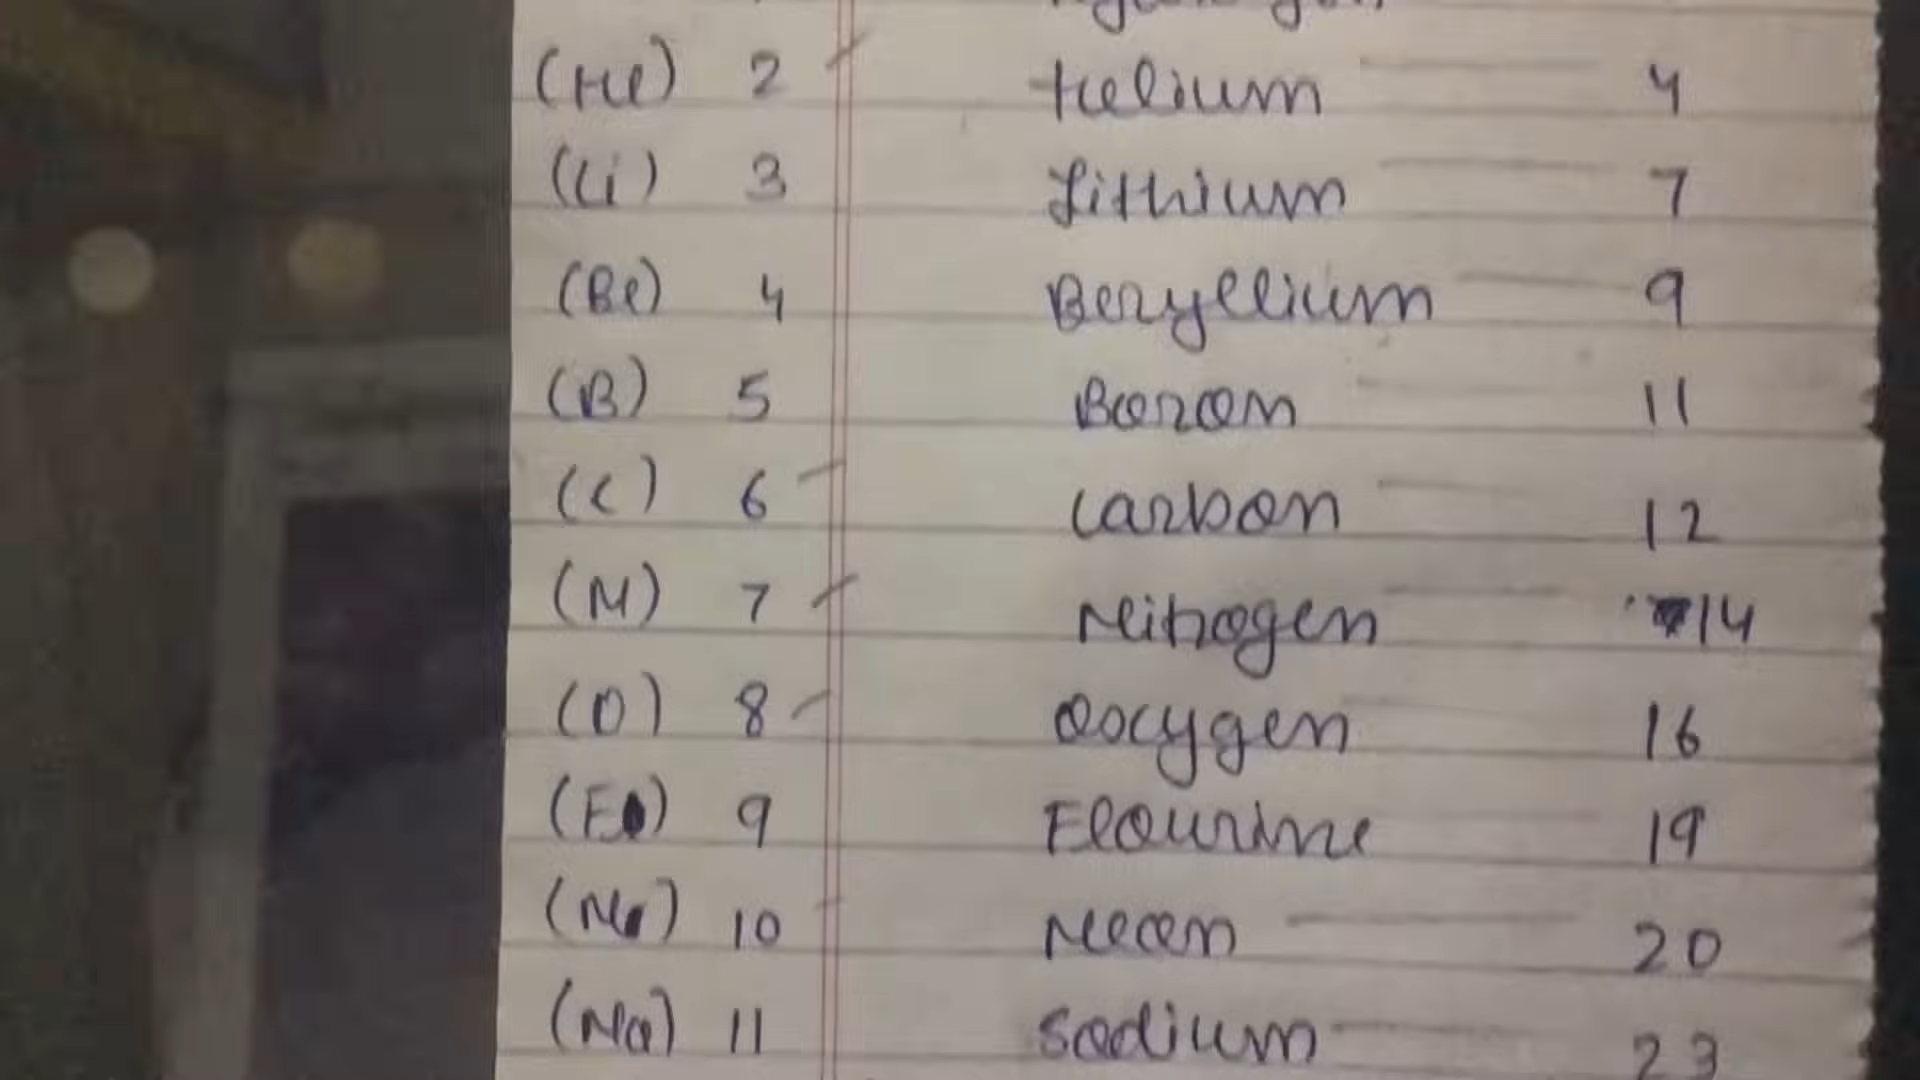 (He) 2 Helium 4
(Li) 3 Lithium 7
(Be) 4 Beryllium 9
(B) 5 Boron 11
(C) 6 Carbon 12
(N) 7 Nitrogen 14
(O) 8 Oxygen 16
(F) 9 Flourine 19
(Ne) 10 Neon 20
(Na) 11 Sodium 23